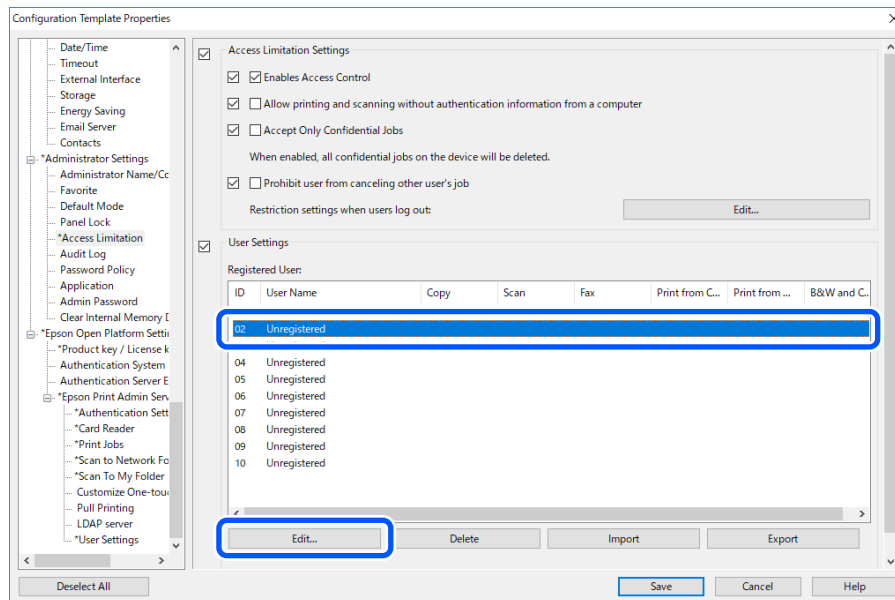 Configuration Template Properties
Date/Time
Timeout
External Interface
Storage
Energy Saving
Email Server
Contacts
*Administrator Settings
Administrator Name/Cc
Favorite
Default Mode
Panel Lock
*Access Limitation
Audit Log
Password Policy
Application
Admin Password
Clear Internal Memory D
*Epson Open Platform Settin
*Product key / License k
Authentication System
Authentication Server E
*Epson Print Admin Serv
*Authentication Sett
*Card Reader
*Print Jobs
*Scan to Network Fo
*Scan To My Folder
Customize One-touc
Pull Printing
LDAP server
*User Settings
Access Limitation Settings
Enables Access Control
Allow printing and scanning without authentication information from a computer
Accept Only Confidential Jobs
When enabled, all confidential jobs on the device will be deleted.
Prohibit user from canceling other user's job
Restriction settings when users log out: Edit...
User Settings
Registered User:
ID User Name Copy Scan Fax Print from C... Print from ... B&W and C..
02 Unregistered
04 Unregistered
05 Unregistered
06 Unregistered
07 Unregistered
08 Unregistered
09 Unregistered
10 Unregistered
Edit... Delete Import Export
Deselect All Save Cancel Help